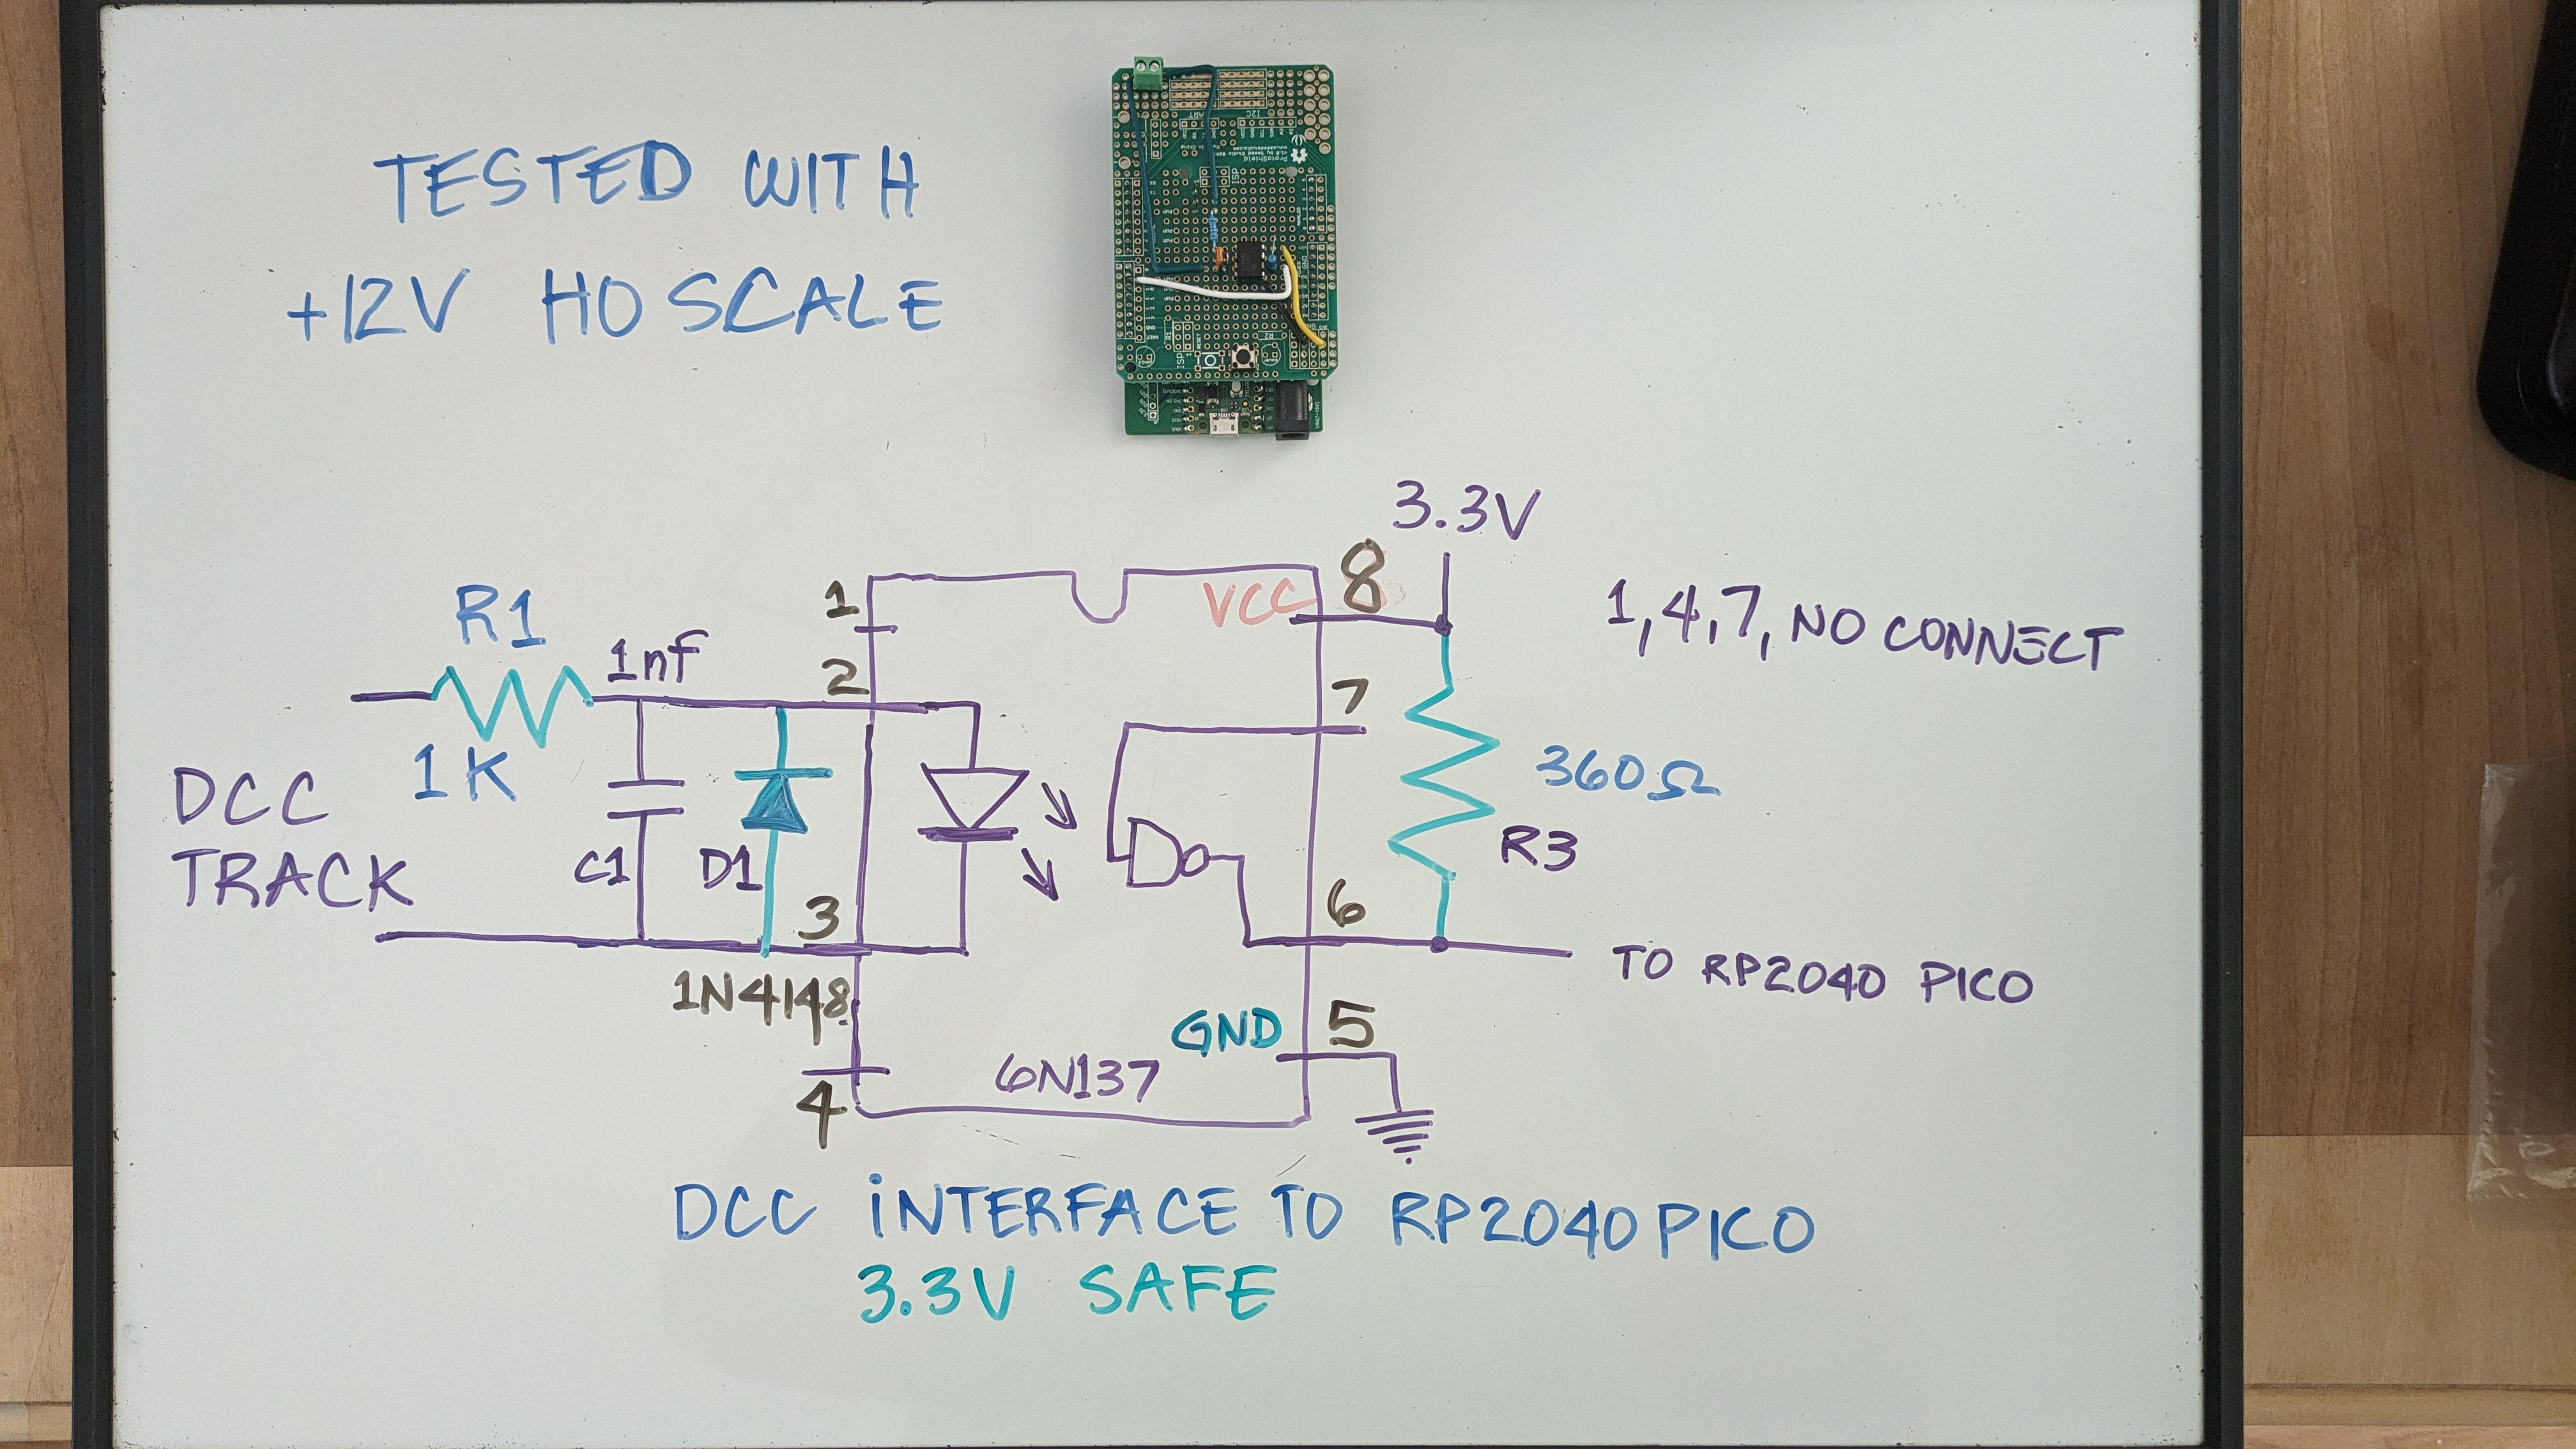 TESTED WITH
+12V HO SCALE
3.3V
8
VCC
1
R1
1nf
2
7
1,4,7, NO CONNECT
1K
360Ω
DCC
TRACK
C1
D1
R3
3
6
1N4148
TO RP2040 PICO
GND
5
6N137
4
DCC iNTERFACE TO RP2040 PICO
3.3V SAFE
ProtoShield